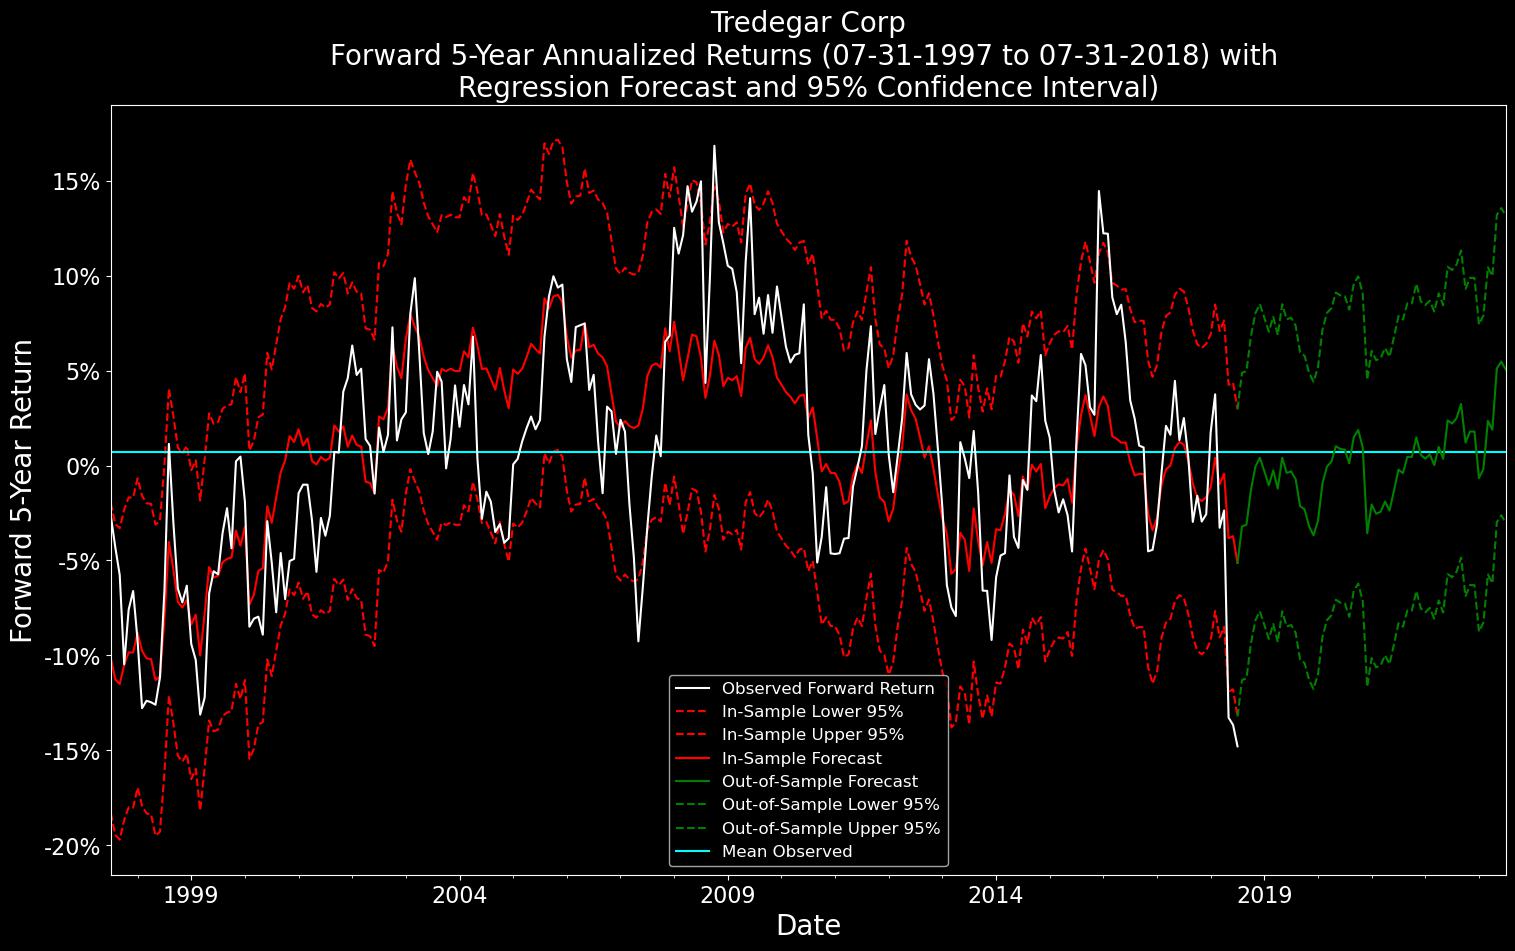 Tredegar Corp
Forward 5-Year Annualized Returns (07-31-1997 to 07-31-2018) with
Regression Forecast and 95% Confidence Interval)
Forward 5-Year Return
15%
10%
5%
0%
-5%
-10%
-15%
-20%
Observed Forward Return
In-Sample Lower 95%
In-Sample Upper 95%
In-Sample Forecast
Out-of-Sample Forecast
Out-of-Sample Lower 95%
Out-of-Sample Upper 95%
Mean Observed
1999 2004 2009 2014 2019
Date